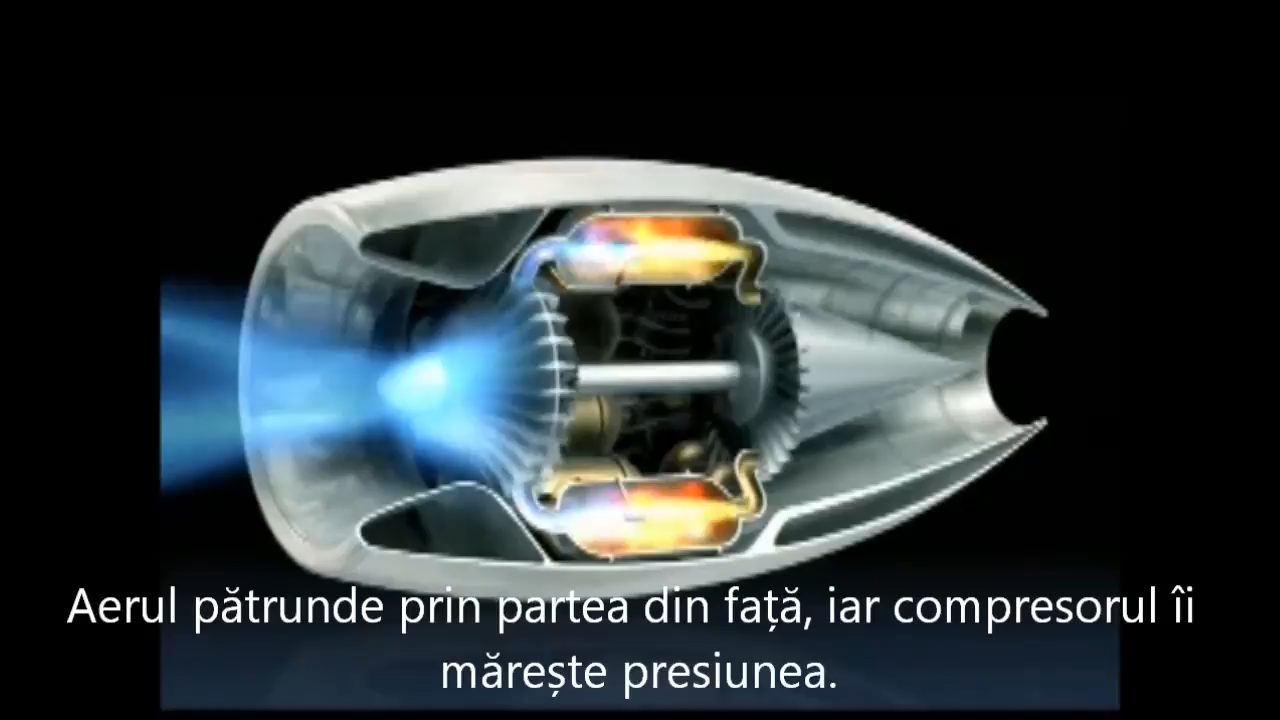 Aerul pătrunde prin partea din față, iar compresorul îi
mărește presiunea.